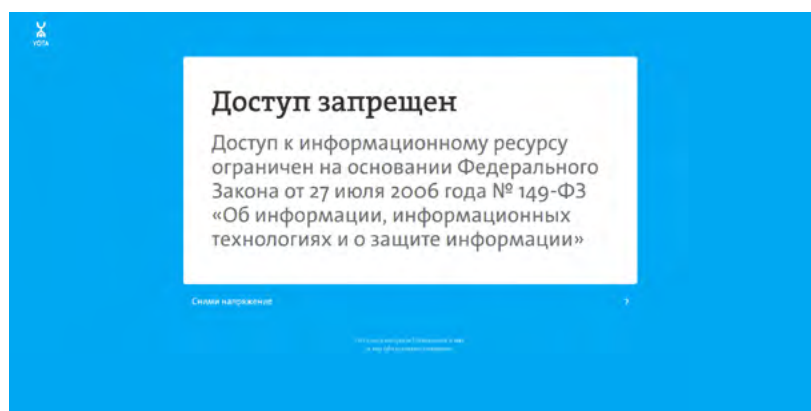 YOTA
Доступ запрещен
Доступ к информационному ресурсу
ограничен на основании Федерального
Закона от 27 июля 2006 года № 149-ФЗ
«Об информации, информационных
технологиях и о защите информации»
Сними напряжение